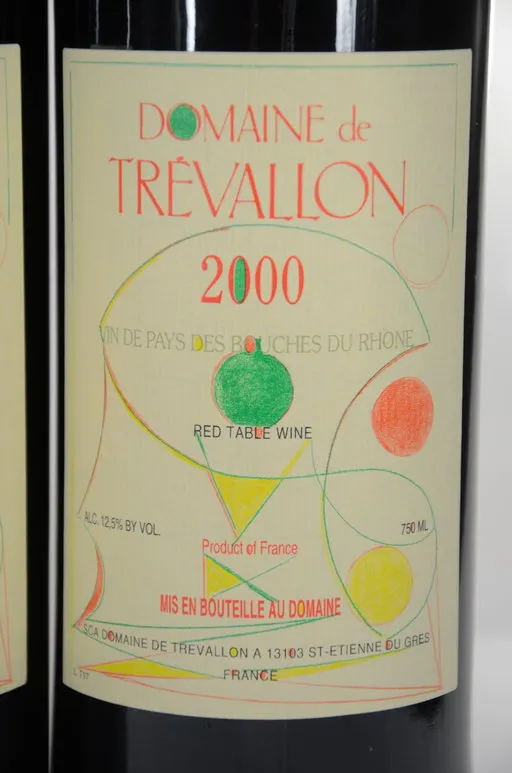 DOMAINE de
TRÉVALLON
2000
VIN DE PAYS DES BOUCHES DU RHONE
RED TABLE WINE
ALC. 12,5% BY VOL.
750 ML
Product of France
MIS EN BOUTEILLE AU DOMAINE
SCA DOMAINE DE TREVALLON A 13103 ST-ETIENNE DU GRES
FRANCE
L T17